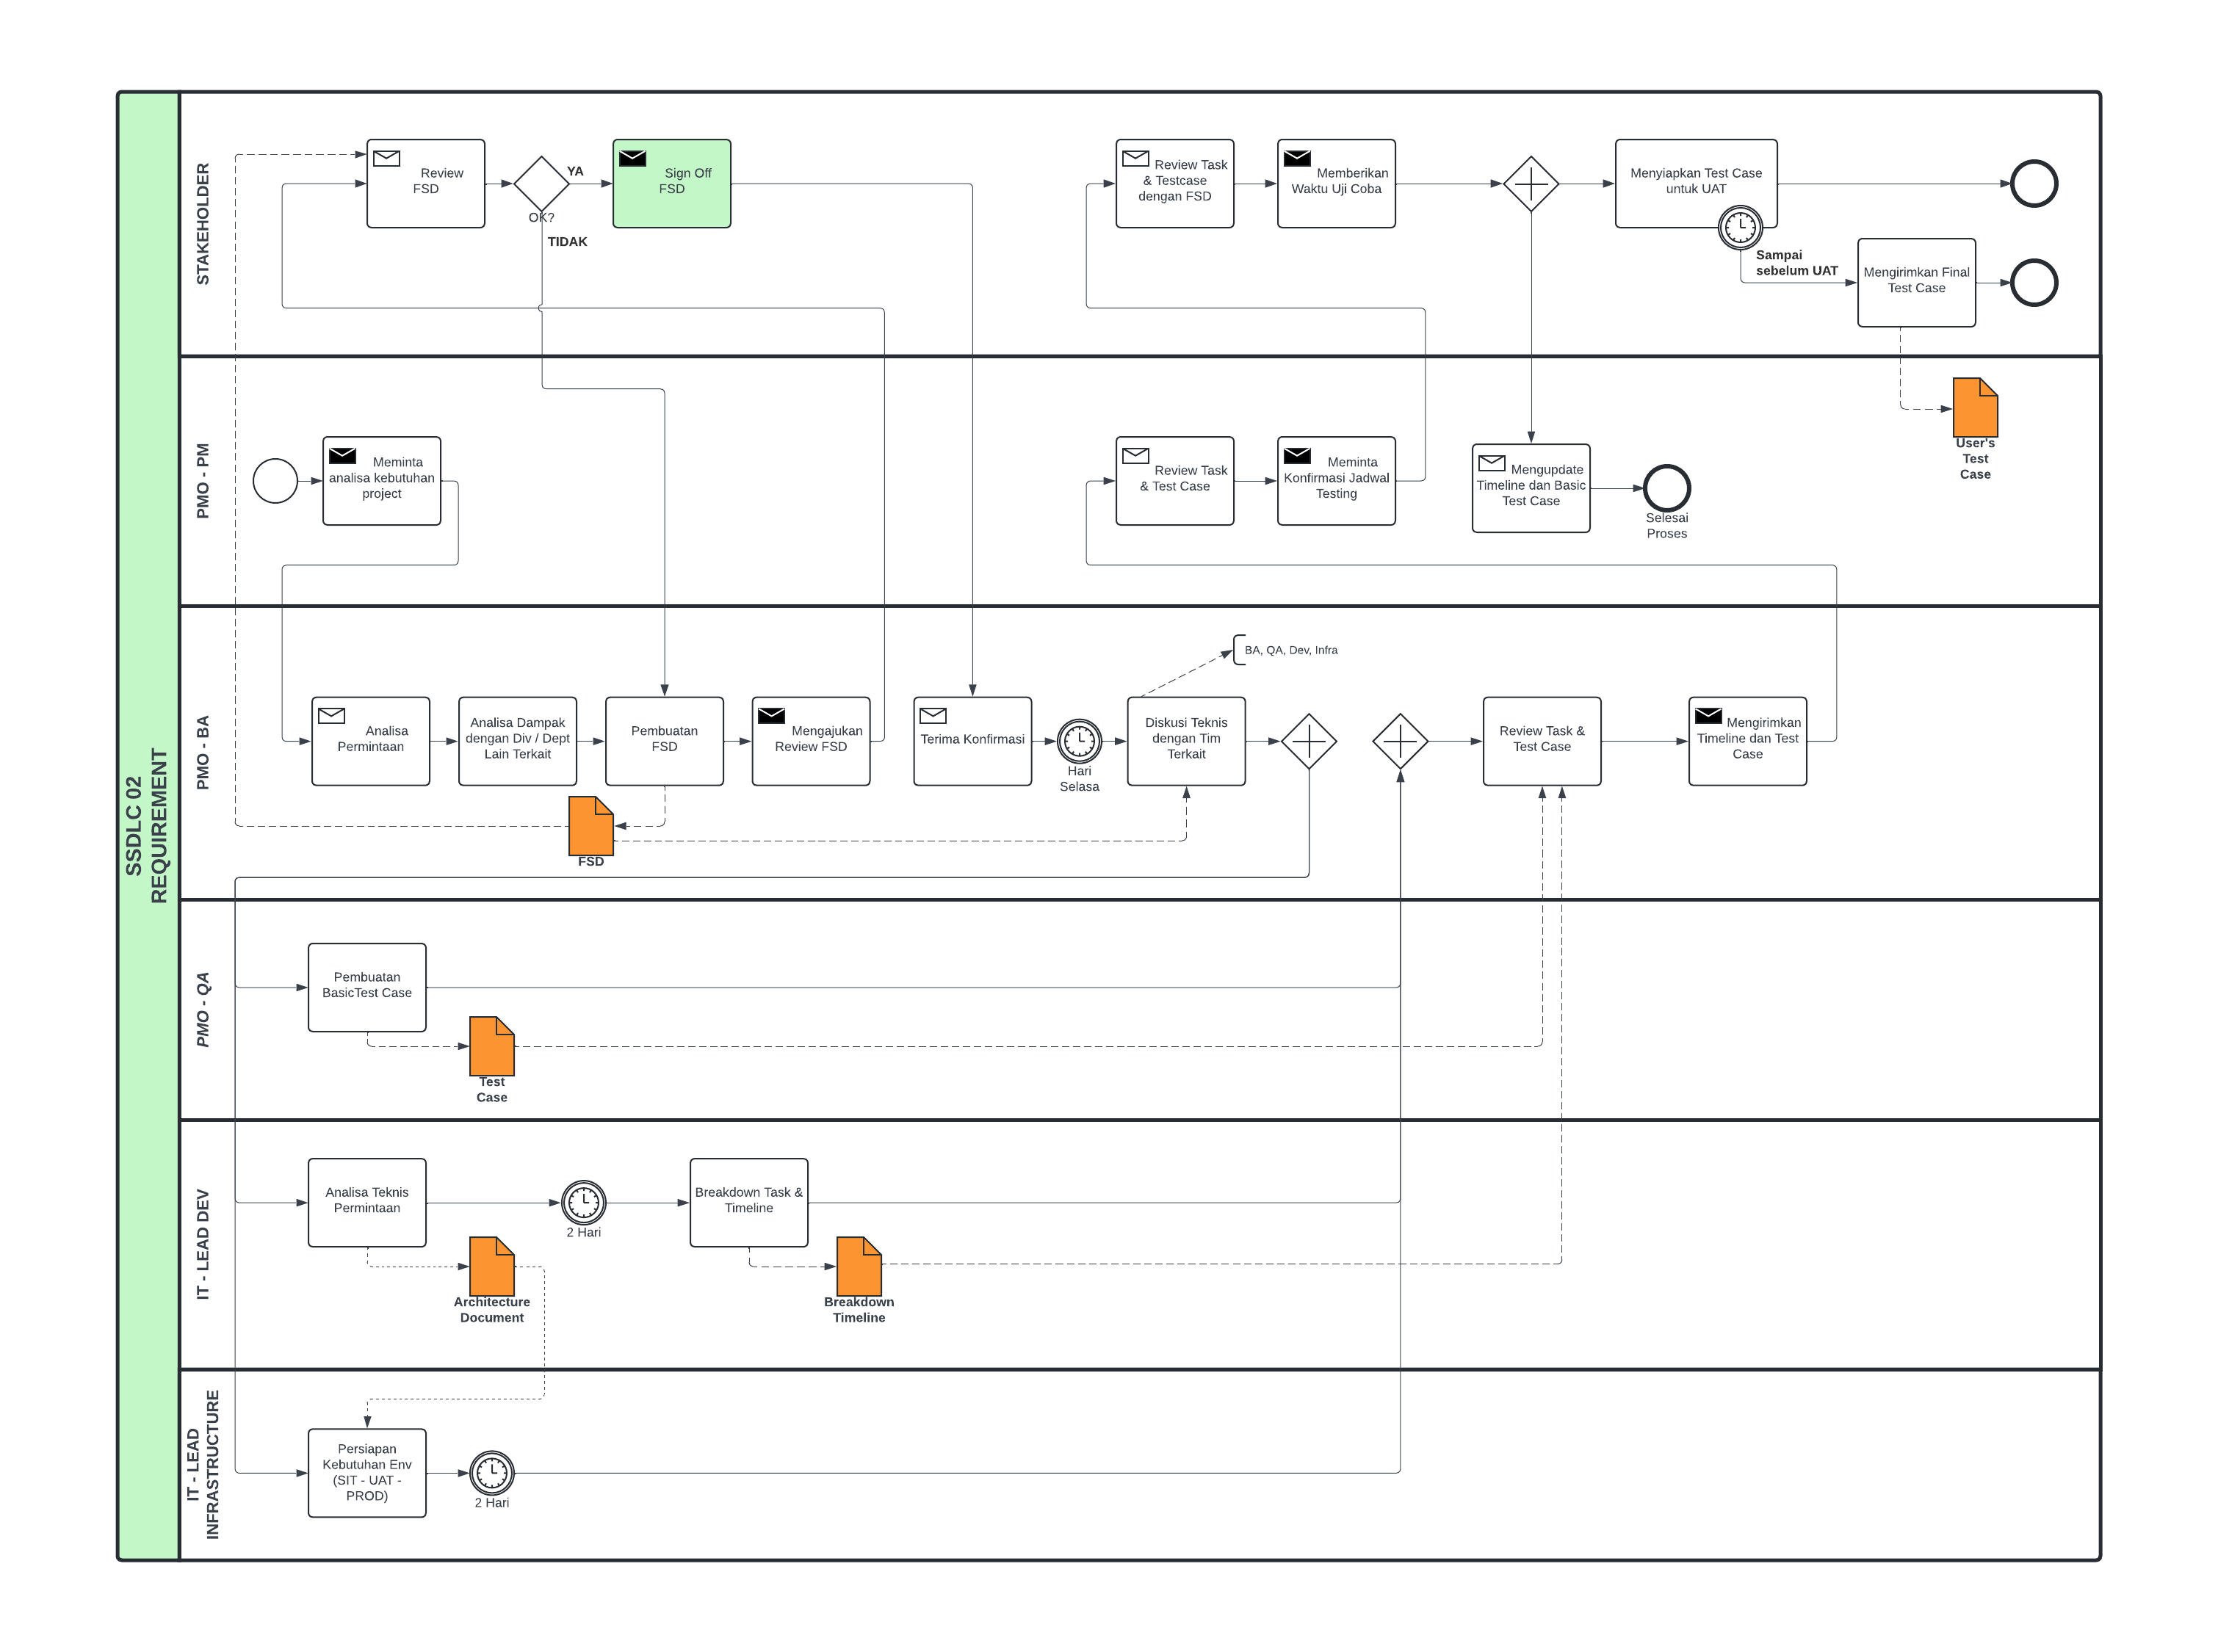 SSDLC 02
REQUIREMENT
STAKEHOLDER
Review
FSD
OK?
YA
TIDAK
Sign Off
FSD
Review Task
& Testcase
dengan FSD
Memberikan
Waktu Uji Coba
Menyiapkan Test Case
untuk UAT
Sampai
sebelum UAT
Mengirimkan Final
Test Case
PMO - PM
Meminta
analisa kebutuhan
project
Review Task
& Test Case
Meminta
Konfirmasi Jadwal
Testing
Mengupdate
Timeline dan Basic
Test Case
Selesai
Proses
User's
Test
Case
PMO - BA
Analisa
Permintaan
Analisa Dampak
dengan Div / Dept
Lain Terkait
Pembuatan
FSD
Mengajukan
Review FSD
FSD
Terima Konfirmasi
Hari
Selasa
Diskusi Teknis
dengan Tim
Terkait
BA, QA, Dev, Infra
Review Task &
Test Case
Mengirimkan
Timeline dan Test
Case
PMO - QA
Pembuatan
BasicTest Case
Test
Case
IT - LEAD DEV
Analisa Teknis
Permintaan
2 Hari
Breakdown Task &
Timeline
Architecture
Document
Breakdown
Timeline
IT - LEAD
INFRASTRUCTURE
Persiapan
Kebutuhan Env
(SIT - UAT -
PROD)
2 Hari